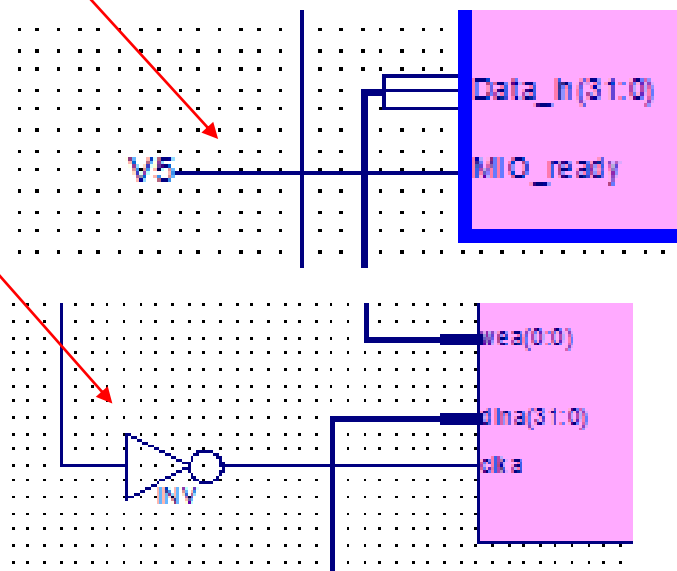 Data_In(31:0)
V5
MIO_ready
wea(0:0)
dina(31:0)
clka
INV